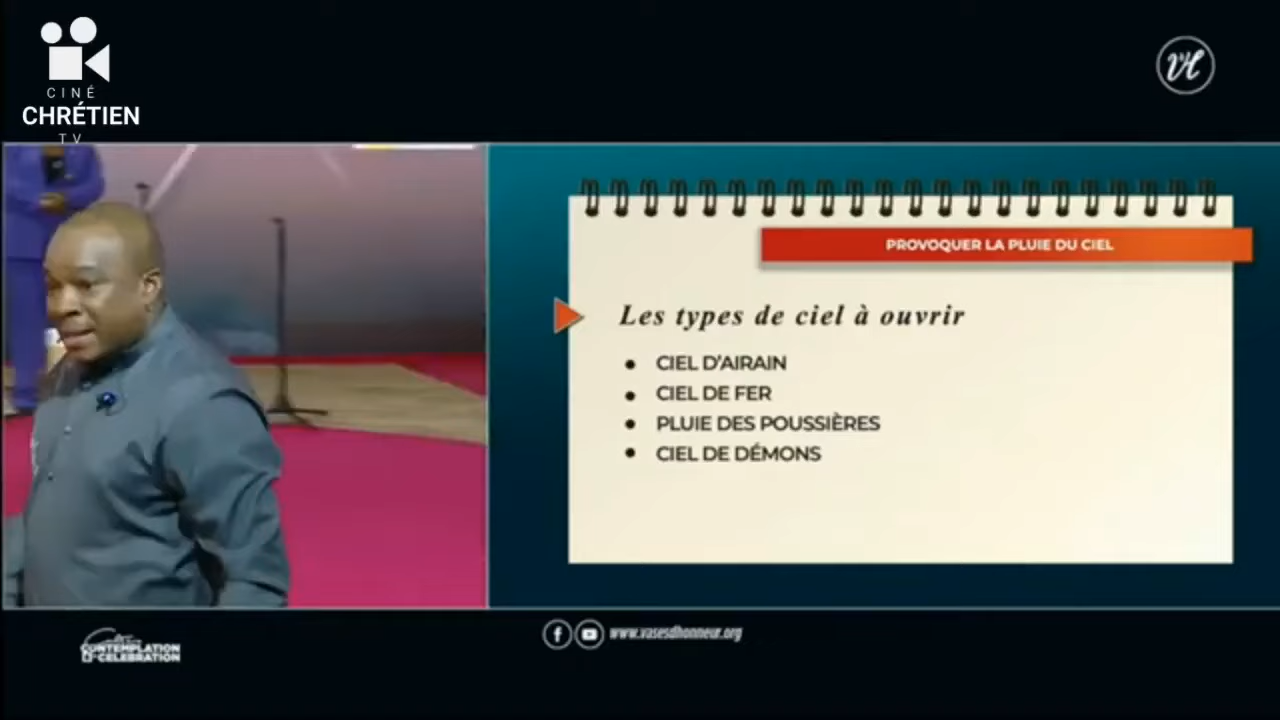 CINÉ
CHRÉTIEN
TV
VH
PROVOQUER LA PLUIE DU CIEL
Les types de ciel à ouvrir
CIEL D'AIRAIN
CIEL DE FER
PLUIE DES POUSSIÈRES
CIEL DE DÉMONS
CONTEMPLATION
CELEBRATION
www.vasesdhonneur.org